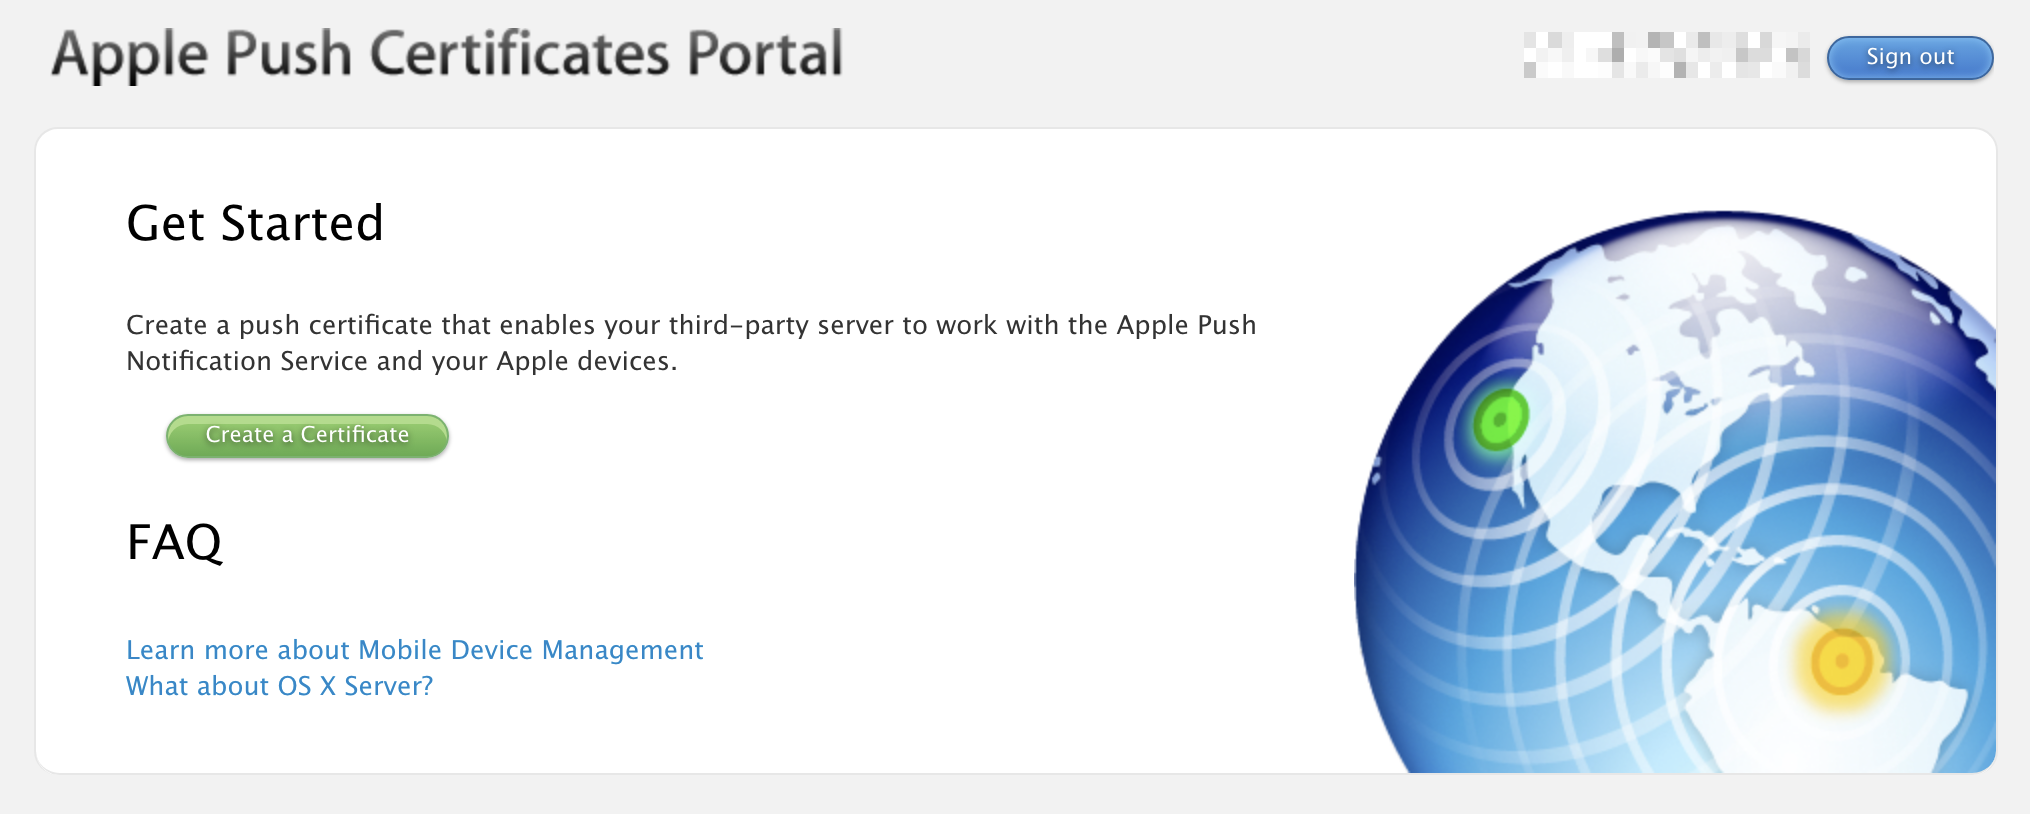 Apple Push Certificates Portal
Sign out
Get Started
Create a push certificate that enables your third-party server to work with the Apple Push
Notification Service and your Apple devices.
Create a Certificate
FAQ
Learn more about Mobile Device Management
What about OS X Server?